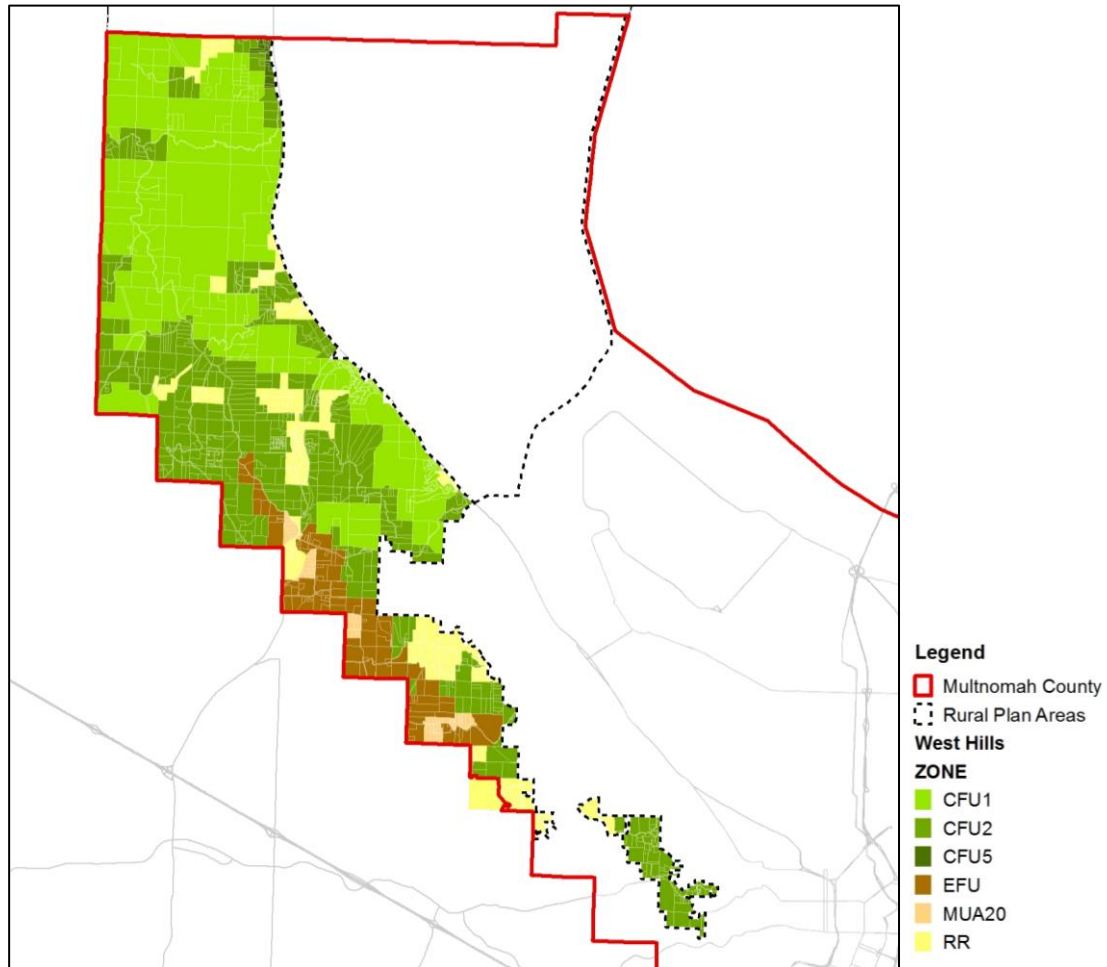 Legend
Multnomah County
Rural Plan Areas
West Hills
ZONE
CFU1
CFU2
CFU5
EFU
MUA20
RR